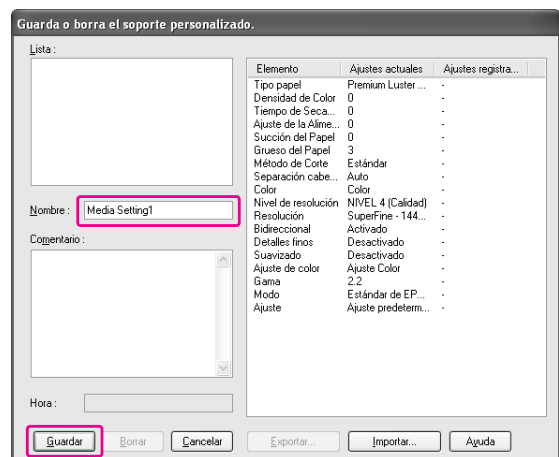 Guarda o borra el soporte personalizado.
Lista :
Nombre : Media Setting1
Comentario :
Hora :
Elemento Ajustes actuales Ajustes registra...
Tipo papel Premium Luster ... -
Densidad de Color 0 -
Tiempo de Seca... 0 -
Ajuste de la Alime... 0 -
Succión del Papel 0 -
Grueso del Papel 3 -
Método de Corte Estándar -
Separación cabe... Auto -
Color Color -
Nivel de resolución NIVEL 4 (Calidad) -
Resolución SuperFine - 144... -
Bidireccional Activado -
Detalles finos Desactivado -
Suavizado Desactivado -
Ajuste de color Ajuste Color -
Gama 2.2 -
Modo Estándar de EP... -
Ajuste Ajuste predeterm... -
Guardar Borrar Cancelar Exportar... Importar... Ayuda